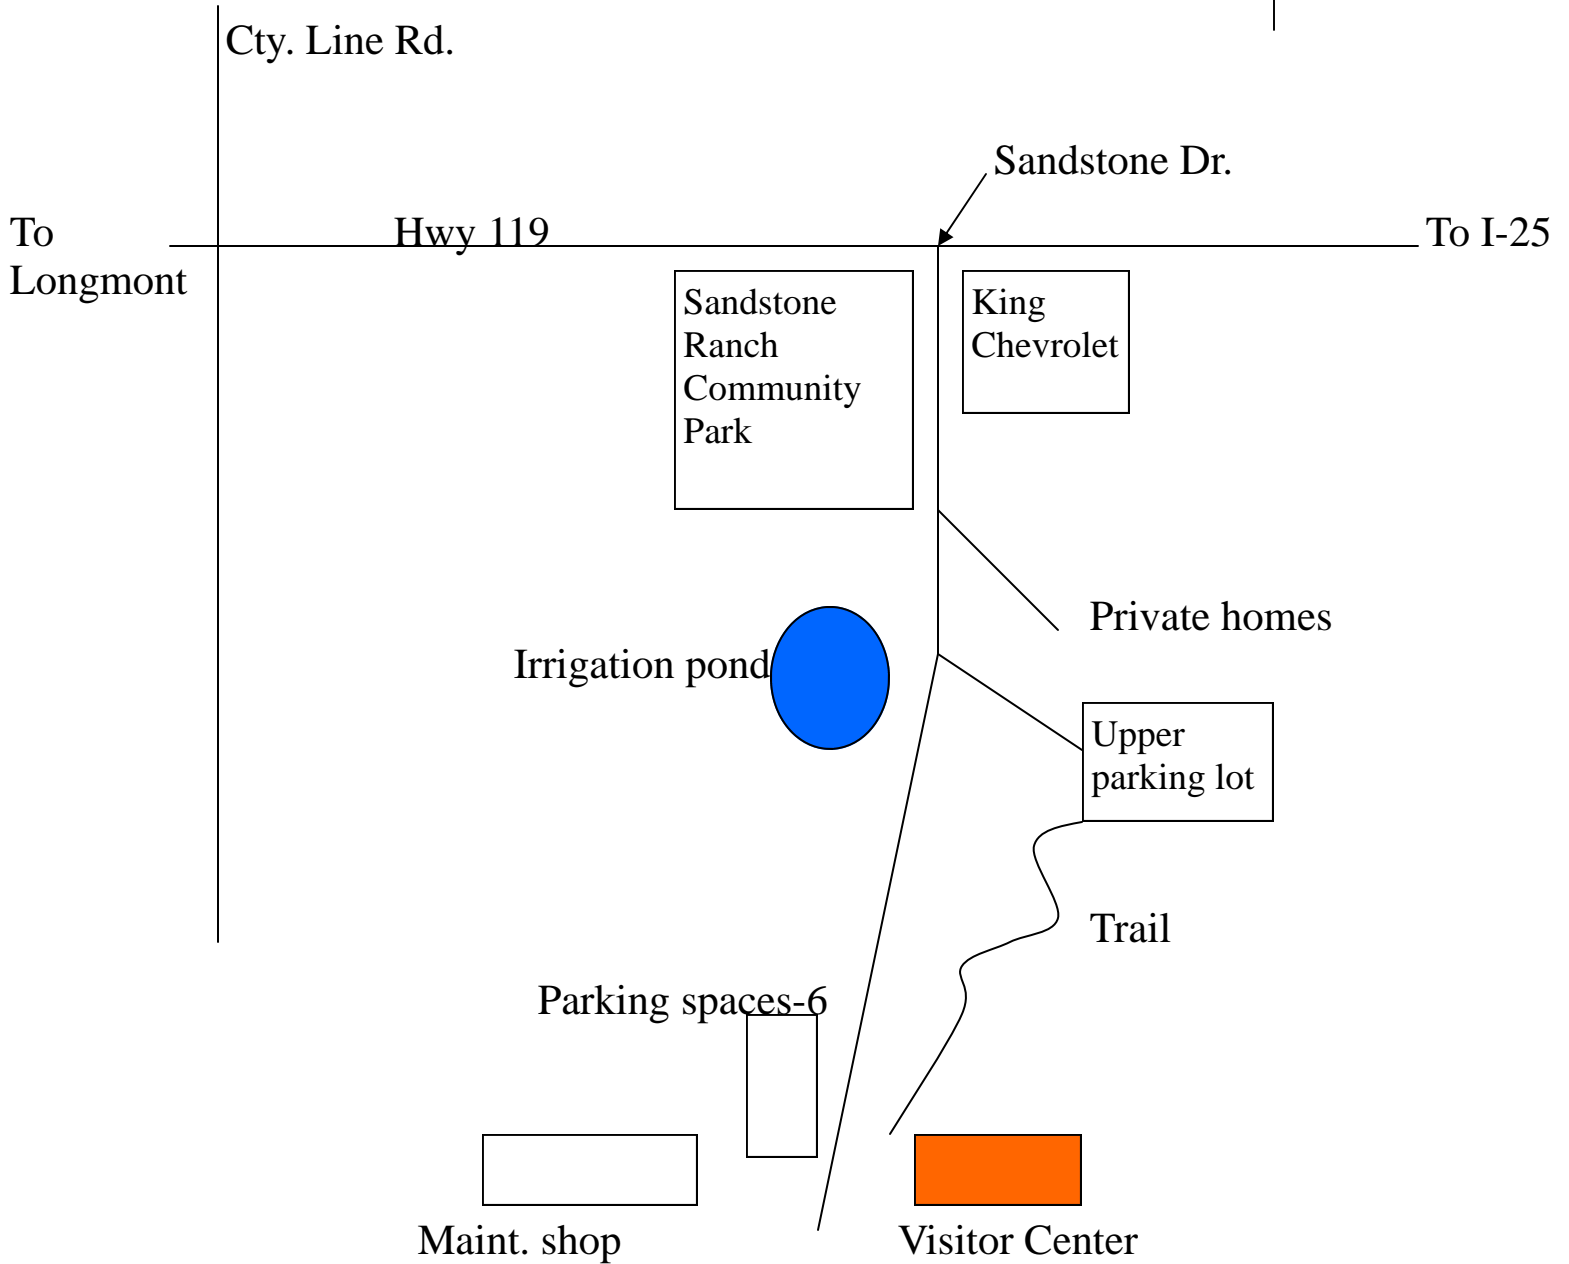 Cty. Line Rd.
Sandstone Dr.
To
Longmont
Hwy 119
To I-25
Sandstone
Ranch
Community
Park
King
Chevrolet
Private homes
Irrigation pond
Upper
parking lot
Trail
Parking spaces-6
Maint. shop
Visitor Center